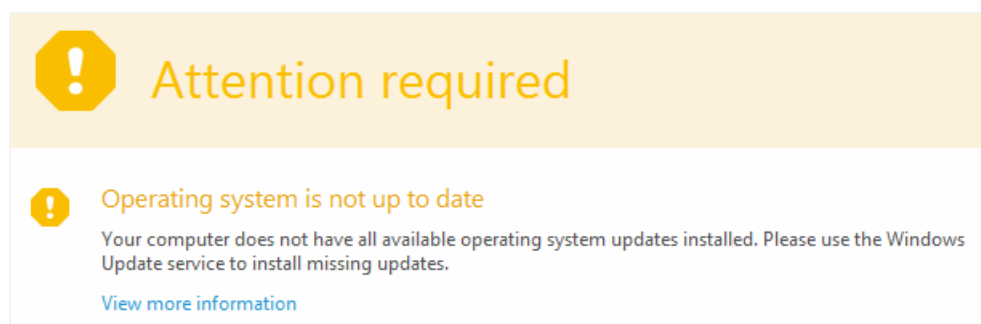 Attention required
Operating system is not up to date
Your computer does not have all available operating system updates installed. Please use the Windows
Update service to install missing updates.
View more information